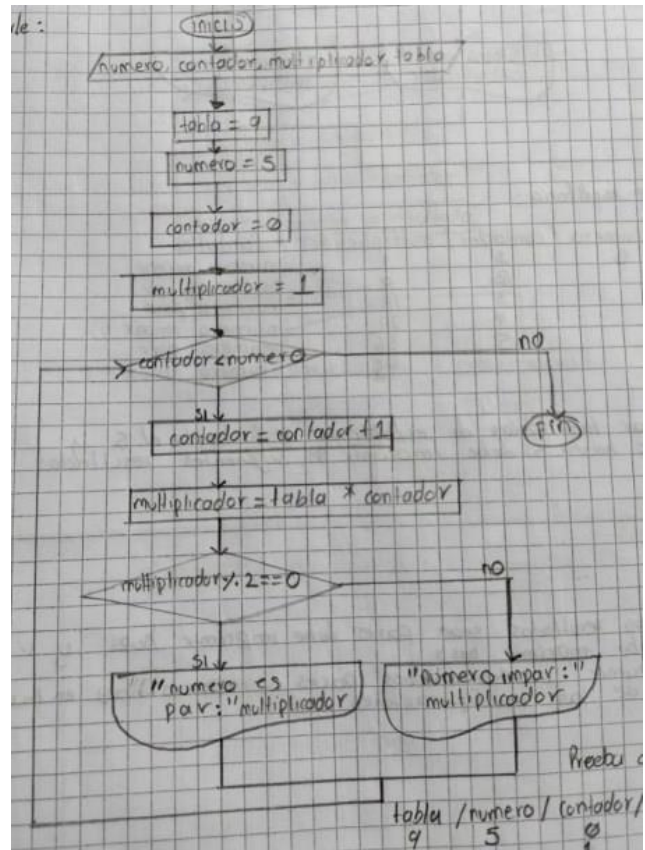 le:
inicio
numero, contador, multiplicador, tabla
tabla = 9
numero = 5
contador = 0
multiplicador = 1
contador<numero
no
si
contador = contador +1
Fin
multiplicador = tabla * contador
multiplicador % 2==0
no
si
"numero es
par:" multiplicador
"numero impar:"
multiplicador
tabla / numero / contador /
9 5 0